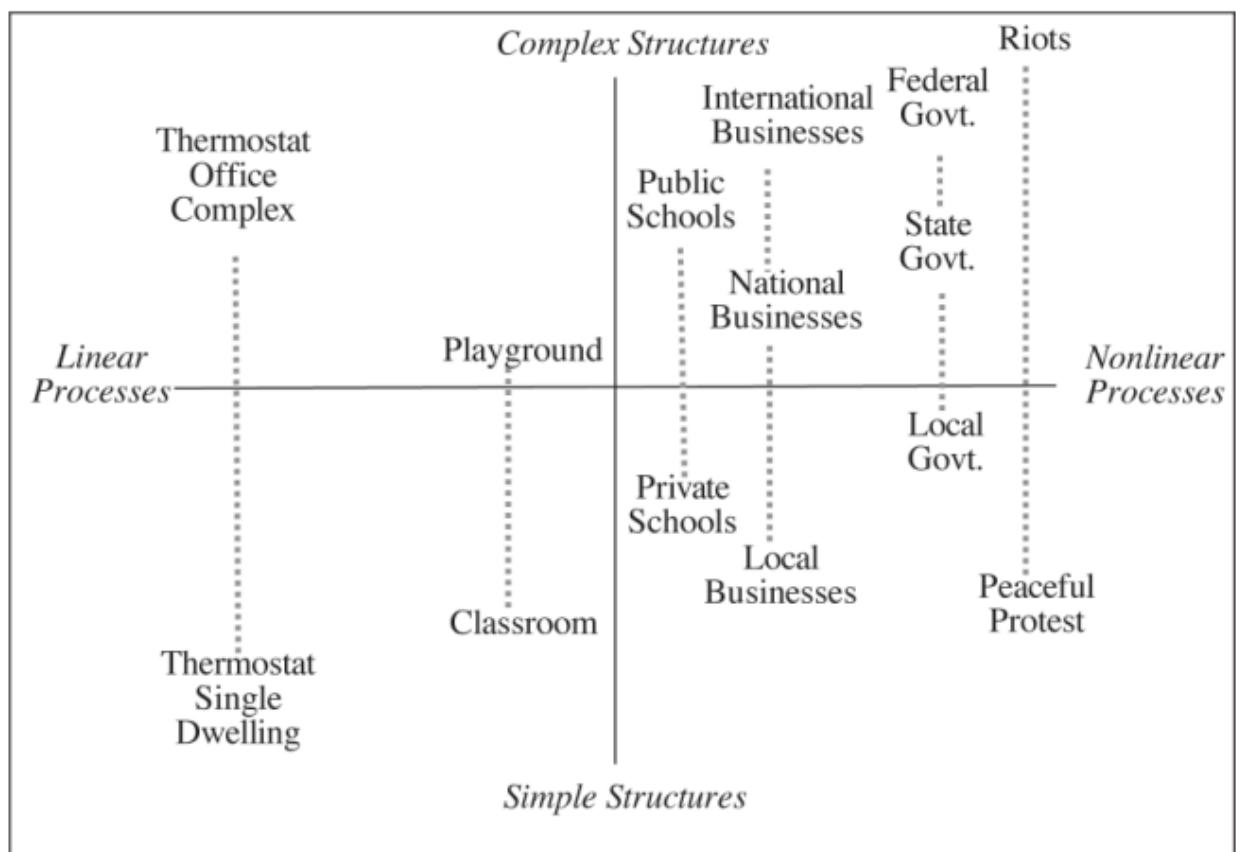 Complex Structures
Riots
Federal
Govt.
International
Businesses
Thermostat
Office
Complex
Public
Schools
State
Govt.
National
Businesses
Playground
Linear
Processes
Nonlinear
Processes
Local
Govt.
Private
Schools
Local
Businesses
Peaceful
Protest
Classroom
Thermostat
Single
Dwelling
Simple Structures